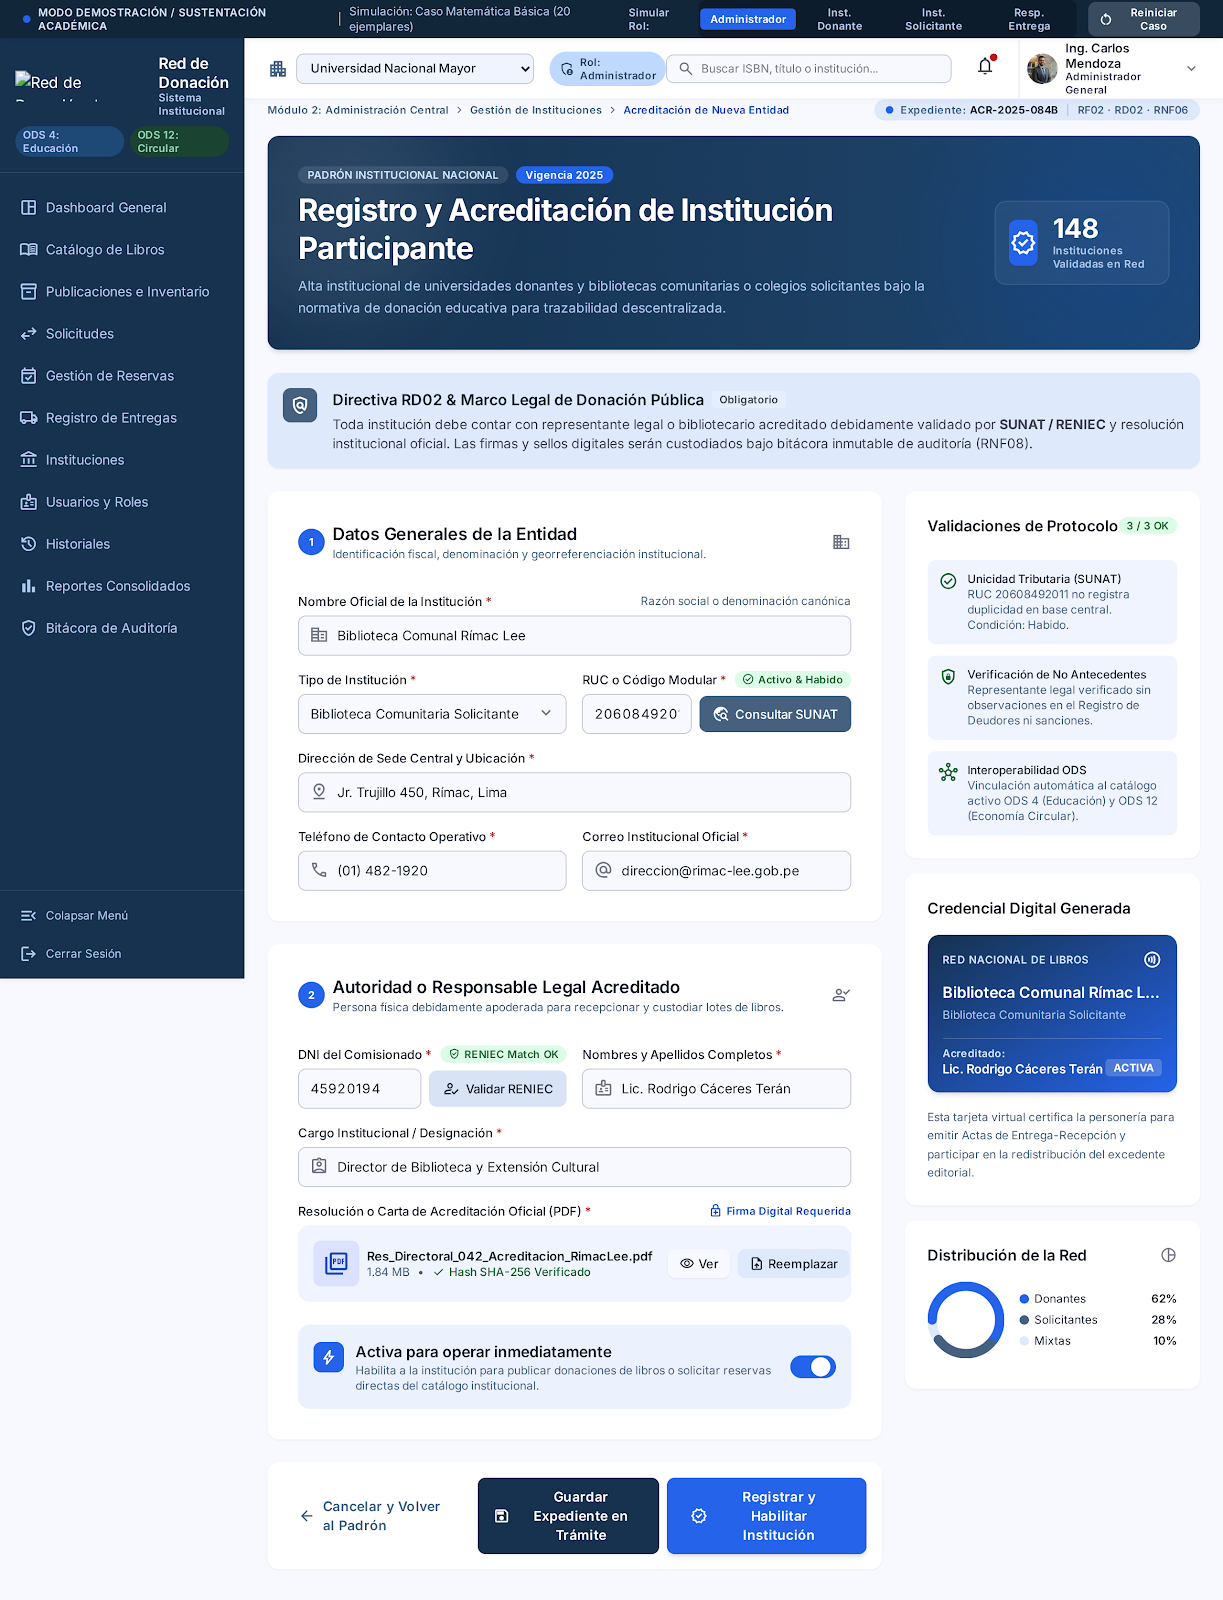 MODO DEMOSTRACIÓN / SUSTENTACIÓN
ACADÉMICA
|
Simulación: Caso Matemática Básica (20
ejemplares)
Simular
Rol:
Administrador
Inst.
Donante
Inst.
Solicitante
Resp.
Entrega
Reiniciar
Caso
Red de
Red de
Donación
Sistema
Institucional
ODS 4:
Educación
ODS 12:
Circular
Dashboard General
Catálogo de Libros
Publicaciones e Inventario
Solicitudes
Gestión de Reservas
Registro de Entregas
Instituciones
Usuarios y Roles
Historiales
Reportes Consolidados
Bitácora de Auditoría
Colapsar Menú
Cerrar Sesión
Universidad Nacional Mayor
Rol:
Administrador
Buscar ISBN, título o institución...
Ing. Carlos
Mendoza
Administrador
General
Módulo 2: Administración Central > Gestión de Instituciones > Acreditación de Nueva Entidad
Expediente: ACR-2025-084B | RF02 · RD02 · RNF06
PADRÓN INSTITUCIONAL NACIONAL
Vigencia 2025
Registro y Acreditación de Institución
Participante
Alta institucional de universidades donantes y bibliotecas comunitarias o colegios solicitantes bajo la
normativa de donación educativa para trazabilidad descentralizada.
148
Instituciones
Validadas en Red
Directiva RD02 & Marco Legal de Donación Pública
Obligatorio
Toda institución debe contar con representante legal o bibliotecario acreditado debidamente validado por SUNAT / RENIEC y resolución
institucional oficial. Las firmas y sellos digitales serán custodiados bajo bitácora inmutable de auditoría (RNF08).
1
Datos Generales de la Entidad
Identificación fiscal, denominación y georreferenciación institucional.
Nombre Oficial de la Institución *
Razón social o denominación canónica
Biblioteca Comunal Rímac Lee
Tipo de Institución *
RUC o Código Modular *
Activo & Habido
Biblioteca Comunitaria Solicitante
206084920
Consultar SUNAT
Dirección de Sede Central y Ubicación *
Jr. Trujillo 450, Rímac, Lima
Teléfono de Contacto Operativo *
Correo Institucional Oficial *
(01) 482-1920
direccion@rimac-lee.gob.pe
2
Autoridad o Responsable Legal Acreditado
Persona física debidamente apoderada para recepcionar y custodiar lotes de libros.
DNI del Comisionado *
RENIEC Match OK
Nombres y Apellidos Completos *
45920194
Validar RENIEC
Lic. Rodrigo Cáceres Terán
Cargo Institucional / Designación *
Director de Biblioteca y Extensión Cultural
Resolución o Carta de Acreditación Oficial (PDF) *
Firma Digital Requerida
PDF
Res_Directoral_042_Acreditacion_RimacLee.pdf
1.84 MB • Hash SHA-256 Verificado
Ver
Reemplazar
Activa para operar inmediatamente
Habilita a la institución para publicar donaciones de libros o solicitar reservas
directas del catálogo institucional.
Cancelar y Volver
al Padrón
Guardar
Expediente en
Trámite
Registrar y
Habilitar
Institución
Validaciones de Protocolo
3 / 3 OK
Unicidad Tributaria (SUNAT)
RUC 20608492011 no registra
duplicidad en base central.
Condición: Habido.
Verificación de No Antecedentes
Representante legal verificado sin
observaciones en el Registro de
Deudores ni sanciones.
Interoperabilidad ODS
Vinculación automática al catálogo
activo ODS 4 (Educación) y ODS 12
(Economía Circular).
Credencial Digital Generada
RED NACIONAL DE LIBROS
Biblioteca Comunal Rímac L...
Biblioteca Comunitaria Solicitante
Acreditado:
Lic. Rodrigo Cáceres Terán
ACTIVA
Esta tarjeta virtual certifica la personería para
emitir Actas de Entrega-Recepción y
participar en la redistribución del excedente
editorial.
Distribución de la Red
Donantes 62%
Solicitantes 28%
Mixtas 10%